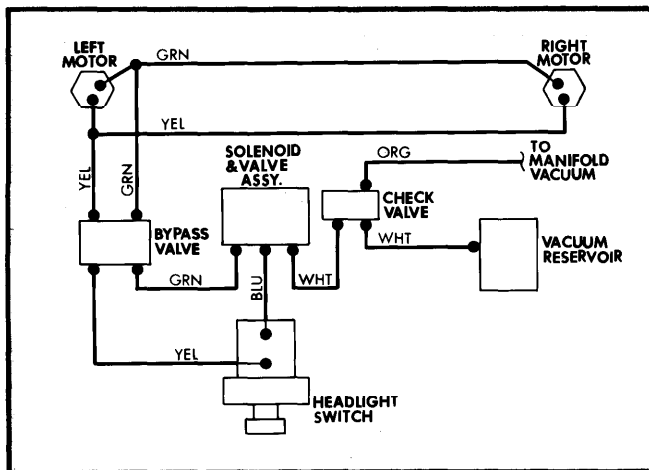 LEFT
MOTOR
GRN
RIGHT
MOTOR
YEL
SOLENOID
& VALVE
ASSY.
ORG
TO
MANIFOLD
VACUUM
YEL
GRN
CHECK
VALVE
BYPASS
VALVE
WHT
VACUUM
RESERVOIR
GRN
BLU
WHT
YEL
HEADLIGHT
SWITCH